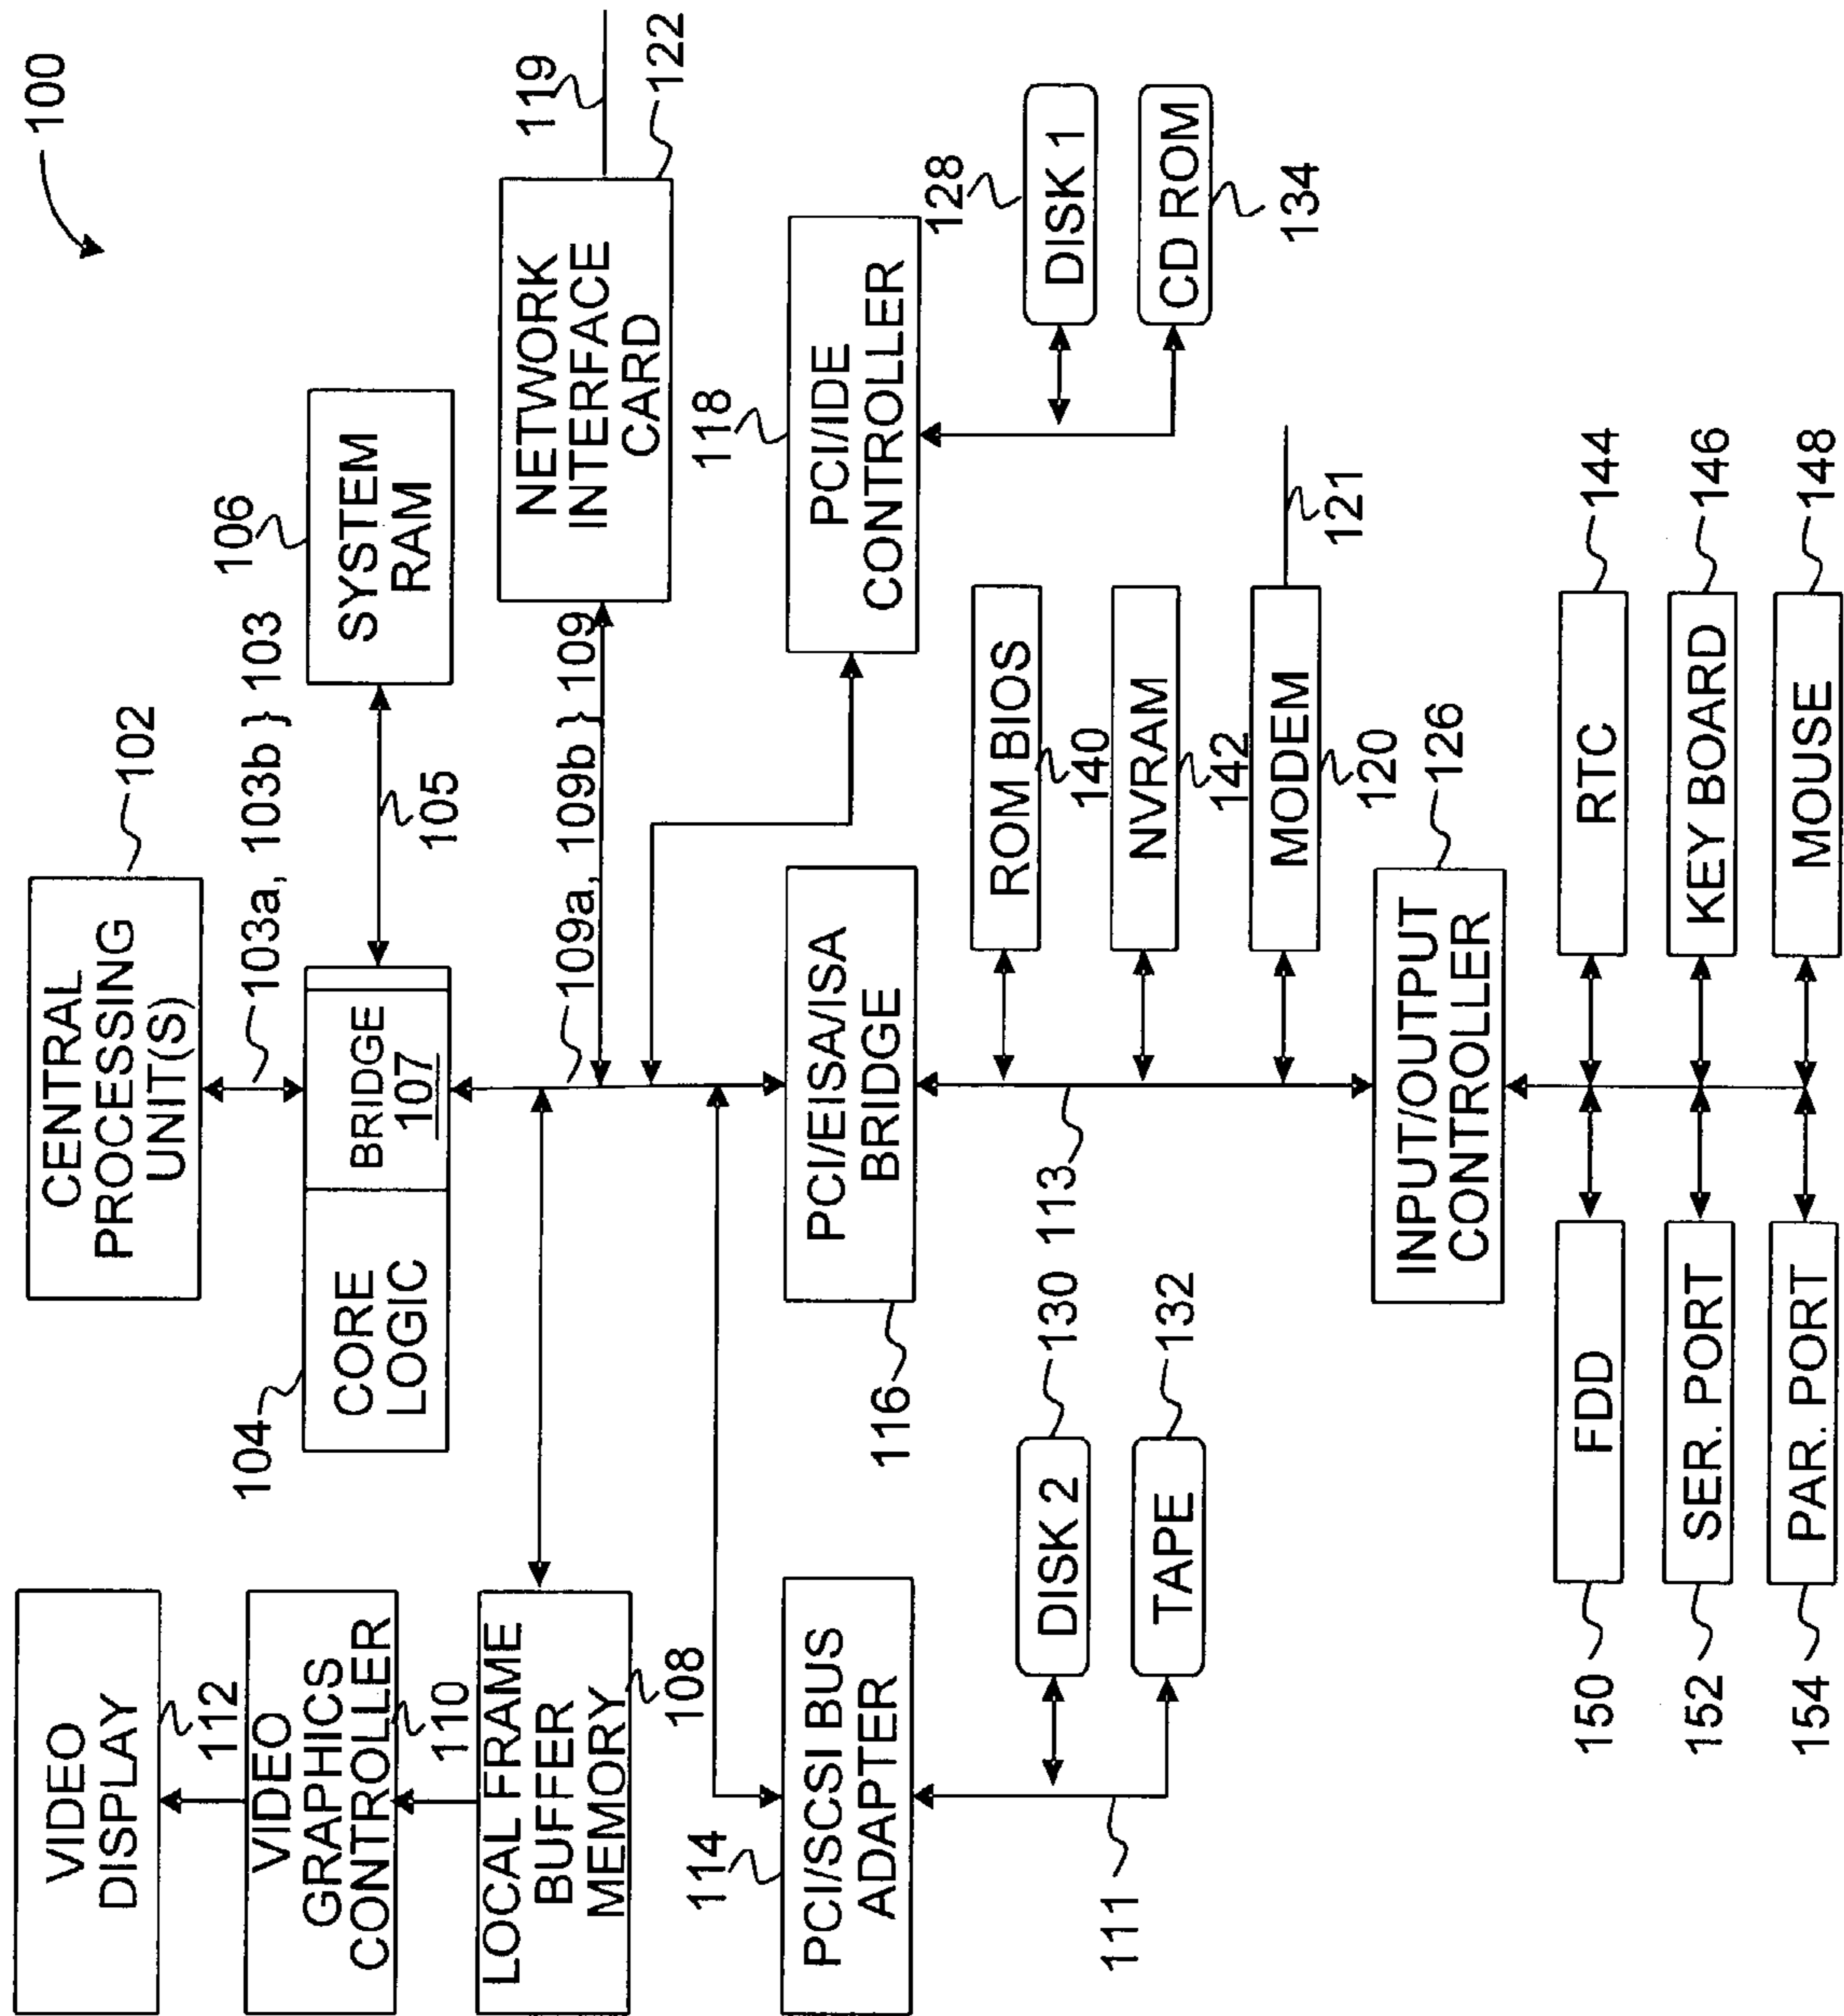 100
VIDEO
DISPLAY
112
CENTRAL
PROCESSING
UNIT(S)
102
VIDEO
GRAPHICS
CONTROLLER
110
103a, 103b } 103
104
CORE
LOGIC
BRIDGE
107
105
106
SYSTEM
RAM
LOCAL FRAME
BUFFER
MEMORY
108
109a, 109b } 109
NETWORK
INTERFACE
CARD
119
122
114
PCI/SCSI BUS
ADAPTER
116
PCI/EISA/ISA
BRIDGE
118
PCI/IDE
CONTROLLER
111
DISK 2
130
TAPE
132
113
ROM BIOS
140
NVRAM
142
MODEM
120
121
128
DISK 1
CD ROM
134
INPUT/OUTPUT
CONTROLLER
126
150
FDD
RTC
144
152
SER. PORT
KEY BOARD
146
154
PAR. PORT
MOUSE
148